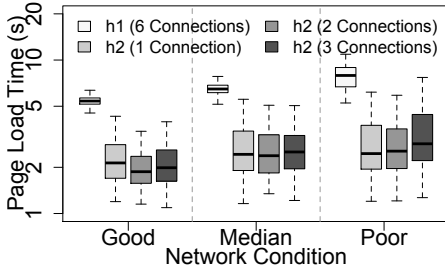 20
10
5
2
1
Page Load Time (s)
h1 (6 Connections)
h2 (1 Connection)
h2 (2 Connections)
h2 (3 Connections)
Good
Median
Poor
Network Condition